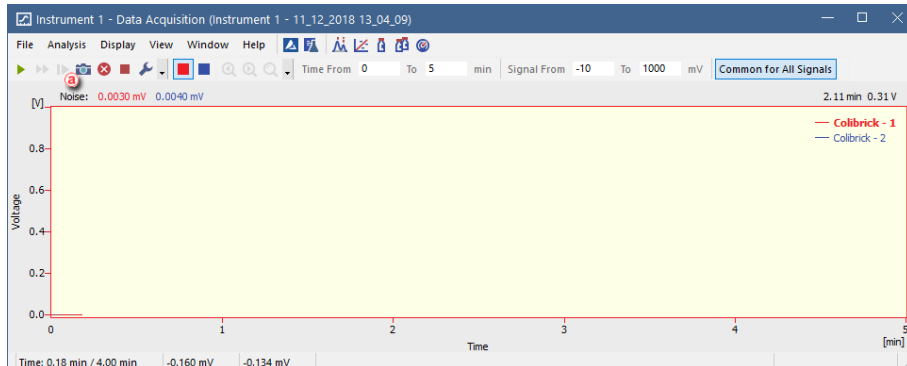 Instrument 1 - Data Acquisition (Instrument 1 - 11_12_2018 13_04_09)
File Analysis Display View Window Help
Time From 0 To 5 min Signal From -10 To 1000 mV Common for All Signals
a
[V] Noise: 0.0030 mV 0.0040 mV 2.11 min 0.31 V
Colibrick - 1
Colibrick - 2
0.8
0.6
Voltage
0.4
0.2
0.0
0 1 2 3 4 5
Time [min]
Time: 0.18 min / 4.00 min -0.160 mV -0.134 mV